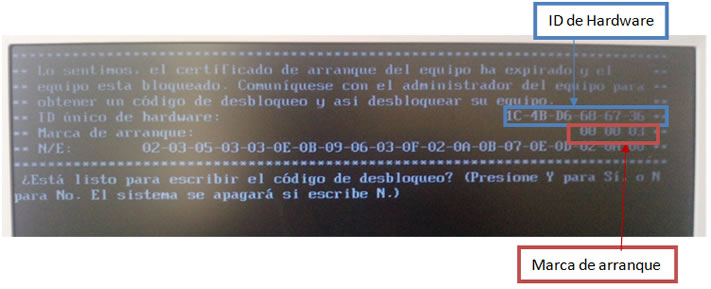 ID de Hardware
-- Lo sentimos, el certificado de arranque del equipo ha expirado y el --
-- equipo esta bloqueado. Comuníquese con el administrador del equipo para --
-- obtener un código de desbloqueo y así desbloquear su equipo. --
-- ID único de hardware: 1C-4B-D6-68-67-36 --
-- Marca de arranque: 00 00 03 --
-- N/E: 02-03-05-03-03-0E-0B-09-06-03-0F-02-0A-0B-07-0E-0D-02-0A-08 --
¿Está listo para escribir el código de desbloqueo? (Presione Y para Sí, o N
para No. El sistema se apagará si escribe N.)
Marca de arranque